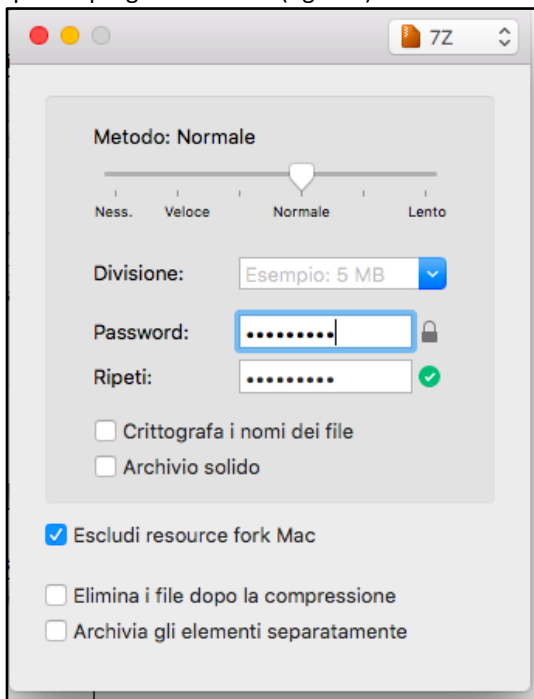 7Z
Metodo: Normale
Ness. Veloce Normale Lento
Divisione: Esempio: 5 MB
Password: •••••••••
Ripeti: •••••••••
Crittografa i nomi dei file
Archivio solido
Escludi resource fork Mac
Elimina i file dopo la compressione
Archivia gli elementi separatamente